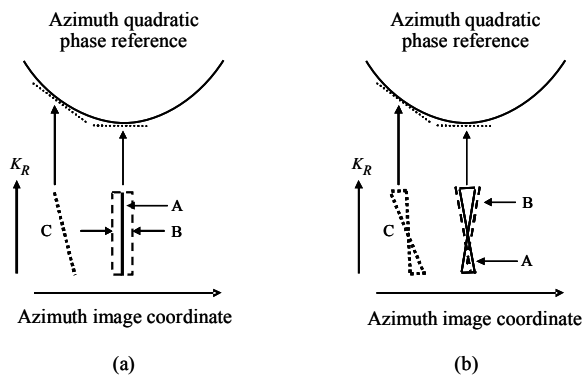 Azimuth quadratic
phase reference
K_R
A
C
B
Azimuth image coordinate
(a)
Azimuth quadratic
phase reference
K_R
B
C
A
Azimuth image coordinate
(b)